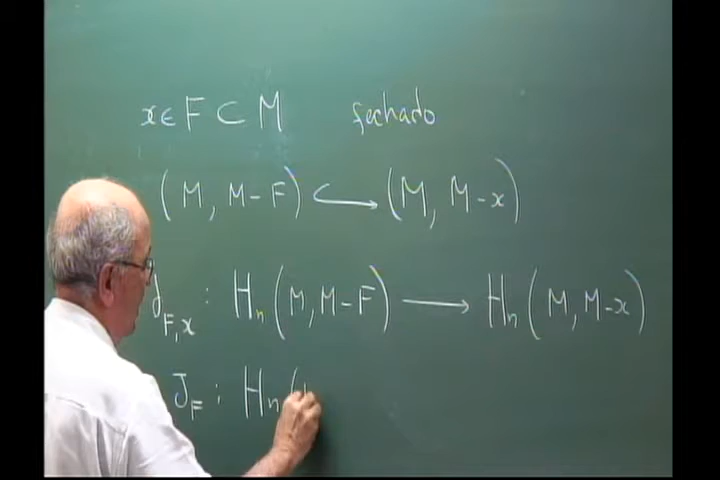 x ∈ F ⊂ M fechado
(M, M - F) ↪ (M, M - x)
j_{F,x} : H_n (M, M - F) ⟶ H_n (M, M - x)
J_F : H_n (